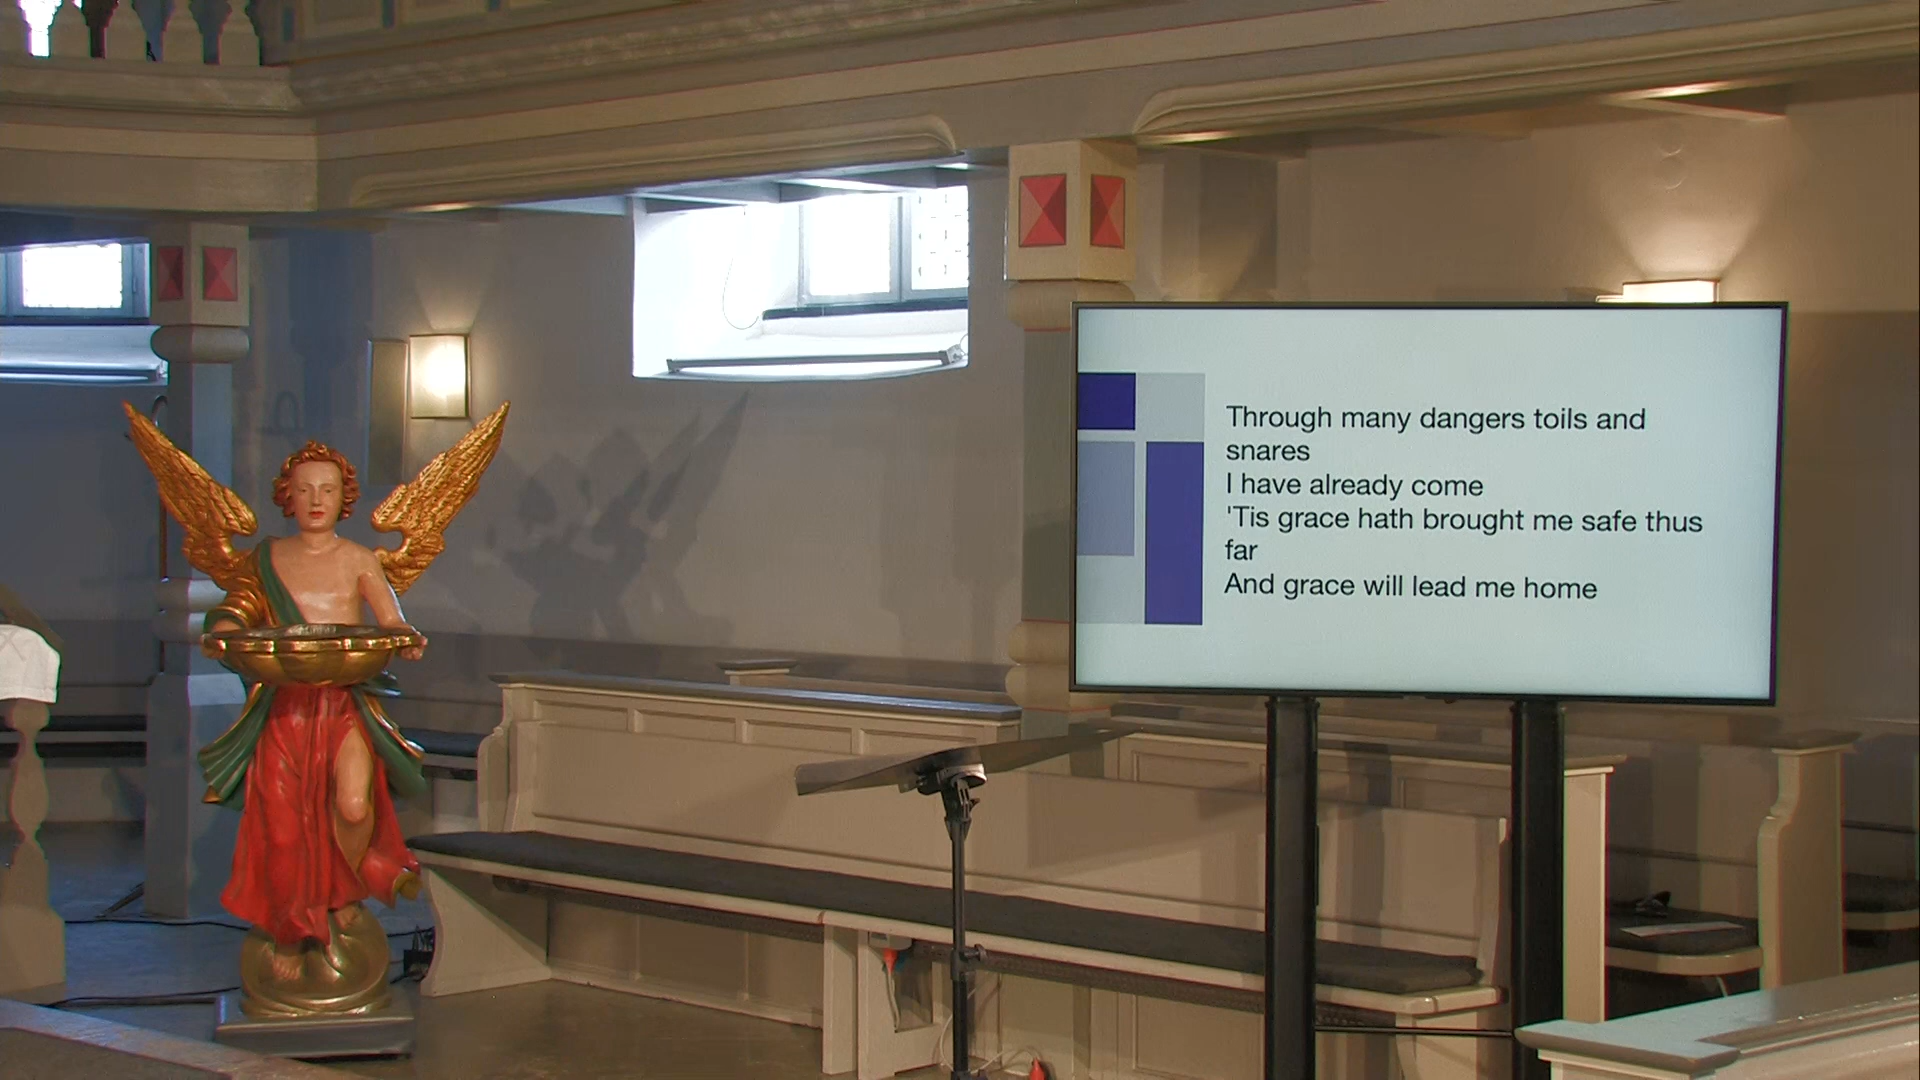 Through many dangers toils and
snares
I have already come
'Tis grace hath brought me safe thus
far
And grace will lead me home